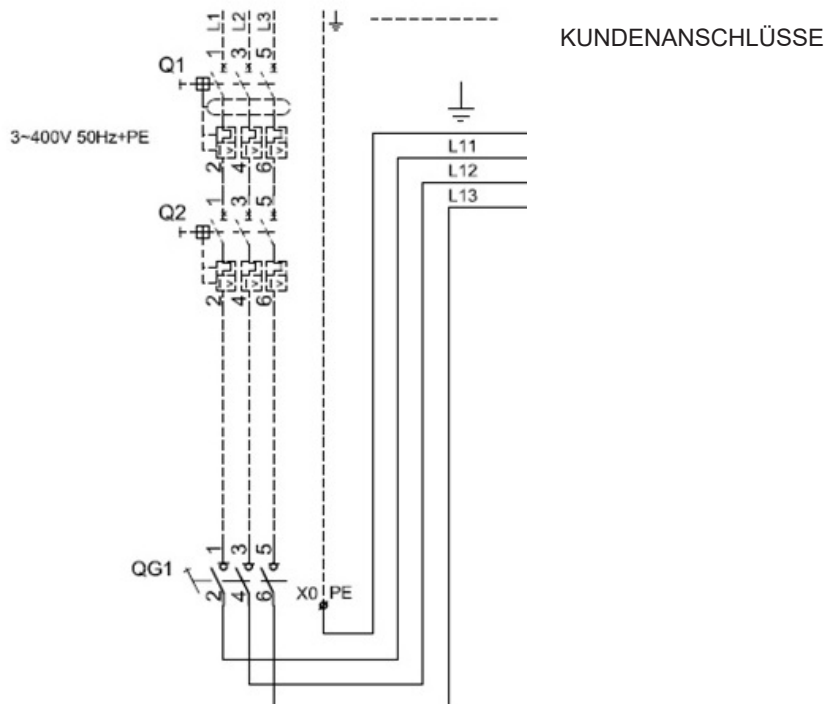 L1 L2 L3
KUNDENANSCHLÜSSE
1 3 5
Q1
3~400V 50Hz+PE
L11
2 4 6
L12
L13
1 3 5
Q2
> > >
2 4 6
1 3 5
QG1
2 4 6
X0 PE